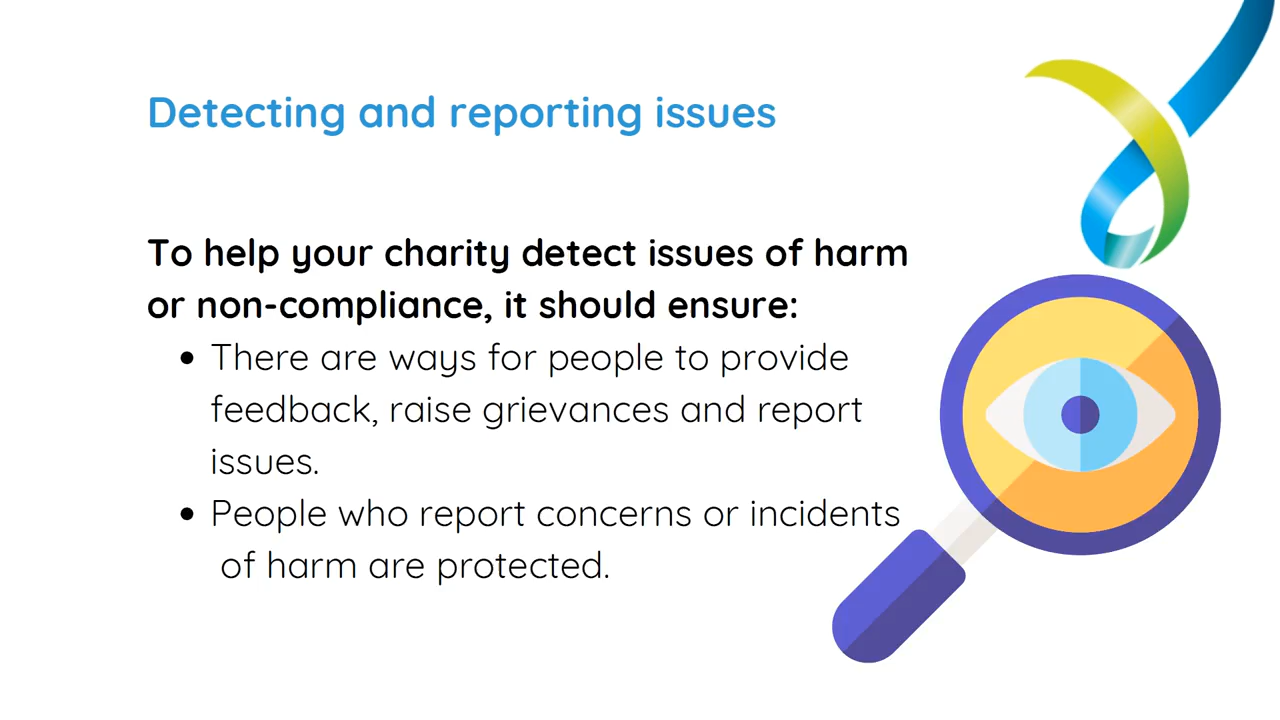 Detecting and reporting issues
To help your charity detect issues of harm
or non-compliance, it should ensure:
• There are ways for people to provide
feedback, raise grievances and report
issues.
• People who report concerns or incidents
of harm are protected.